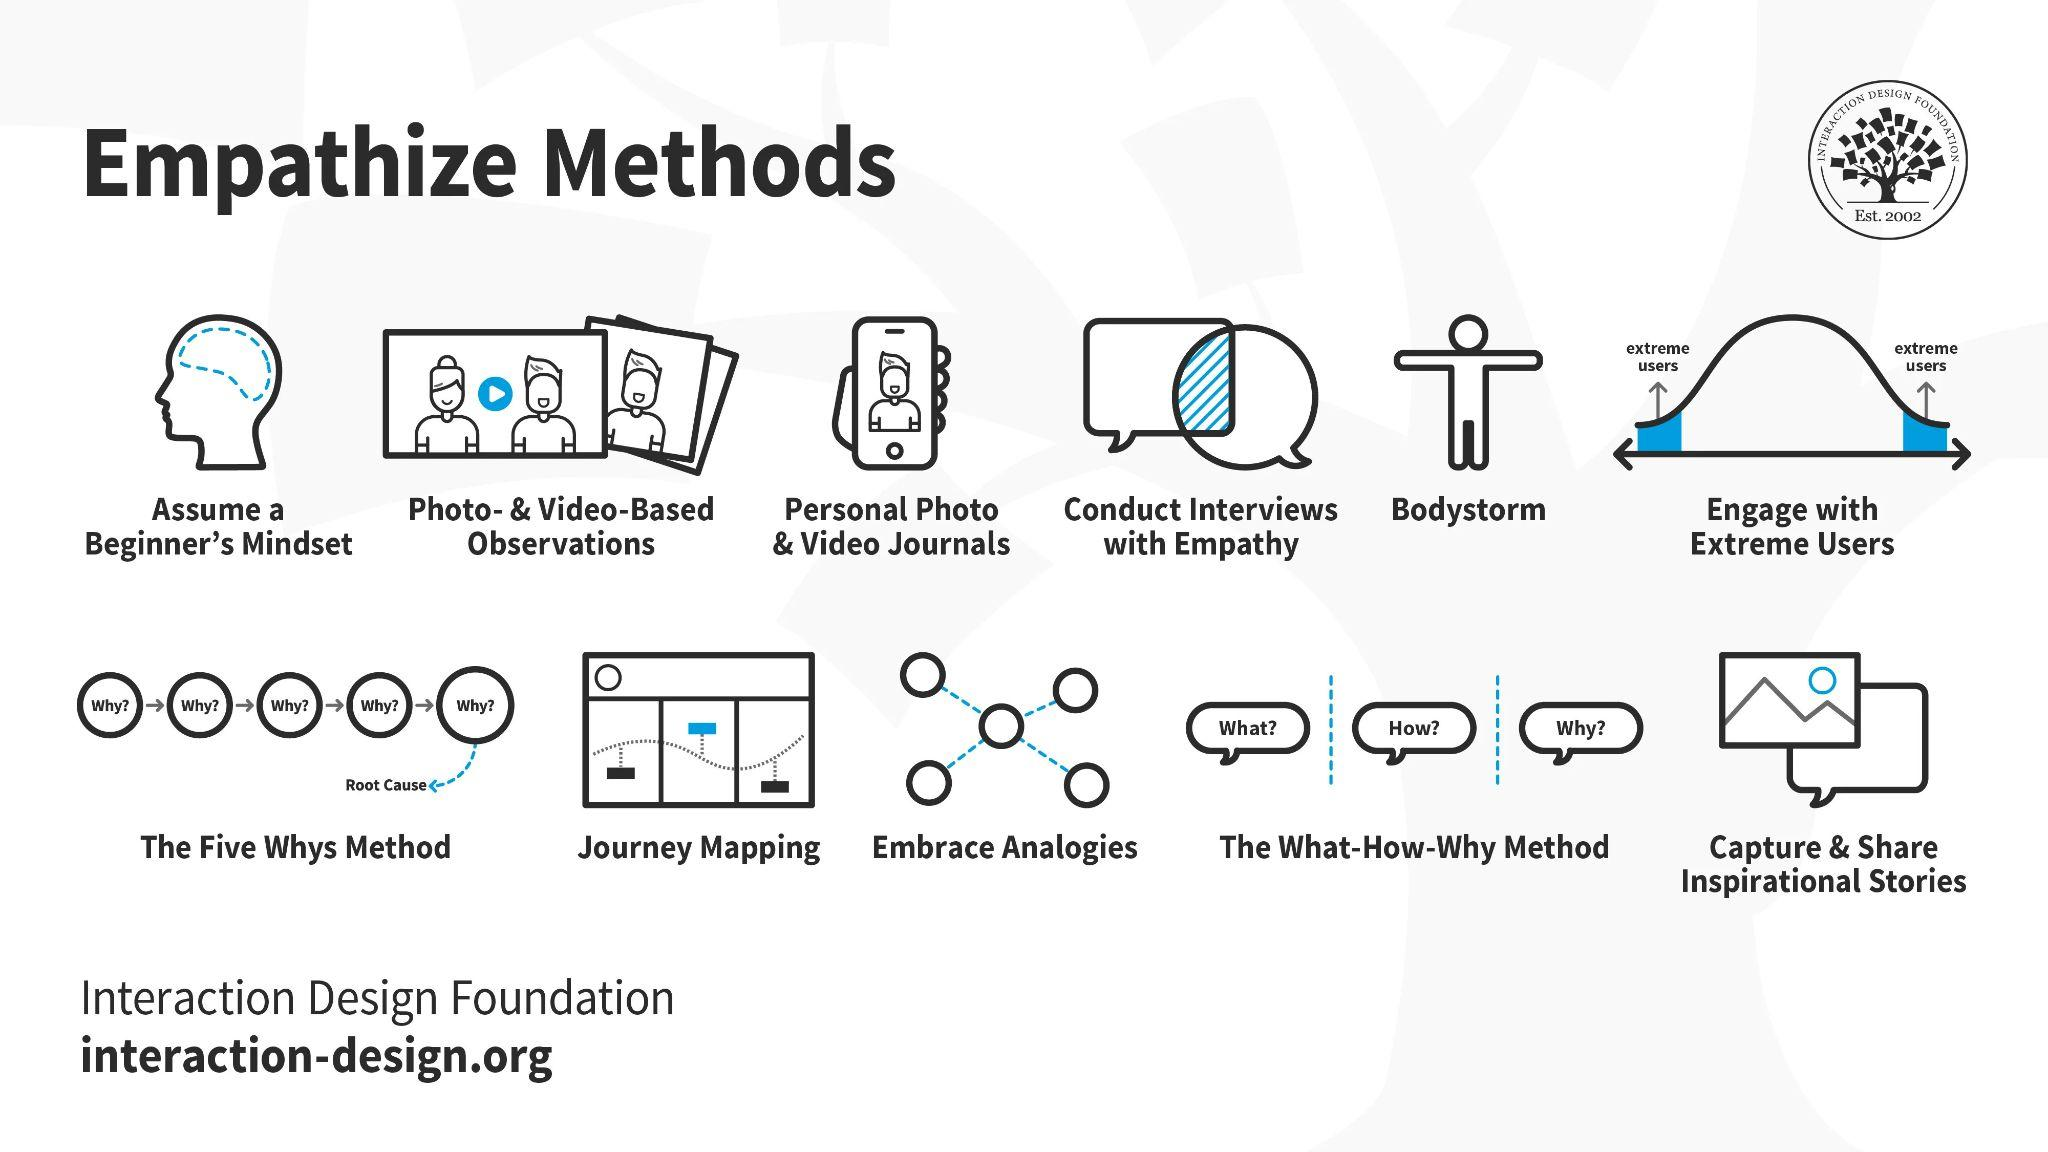 Empathize Methods
INTERACTION DESIGN FOUNDATION
Est. 2002
extreme
users
extreme
users
Assume a
Beginner’s Mindset
Photo- & Video-Based
Observations
Personal Photo
& Video Journals
Conduct Interviews
with Empathy
Bodystorm
Engage with
Extreme Users
Why?
Why?
Why?
Why?
Why?
Root Cause
What?
How?
Why?
The Five Whys Method
Journey Mapping
Embrace Analogies
The What-How-Why Method
Capture & Share
Inspirational Stories
Interaction Design Foundation
interaction-design.org